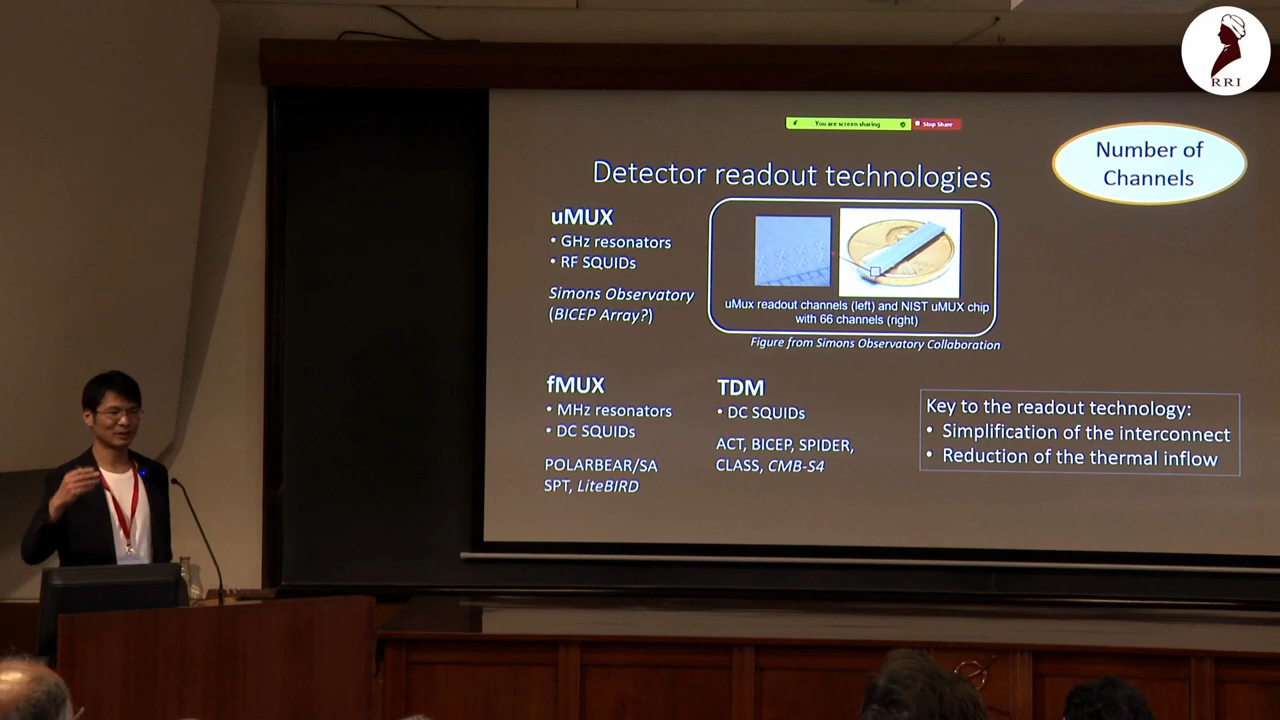 RRI
You are screen sharing
Stop Share
Number of
Channels
Detector readout technologies
uMUX
• GHz resonators
• RF SQUIDs
Simons Observatory
(BICEP Array?)
uMux readout channels (left) and NIST uMUX chip
with 66 channels (right)
Figure from Simons Observatory Collaboration
fMUX
• MHz resonators
• DC SQUIDs
POLARBEAR/SA
SPT, LiteBIRD
TDM
• DC SQUIDs
ACT, BICEP, SPIDER,
CLASS, CMB-S4
Key to the readout technology:
• Simplification of the interconnect
• Reduction of the thermal inflow